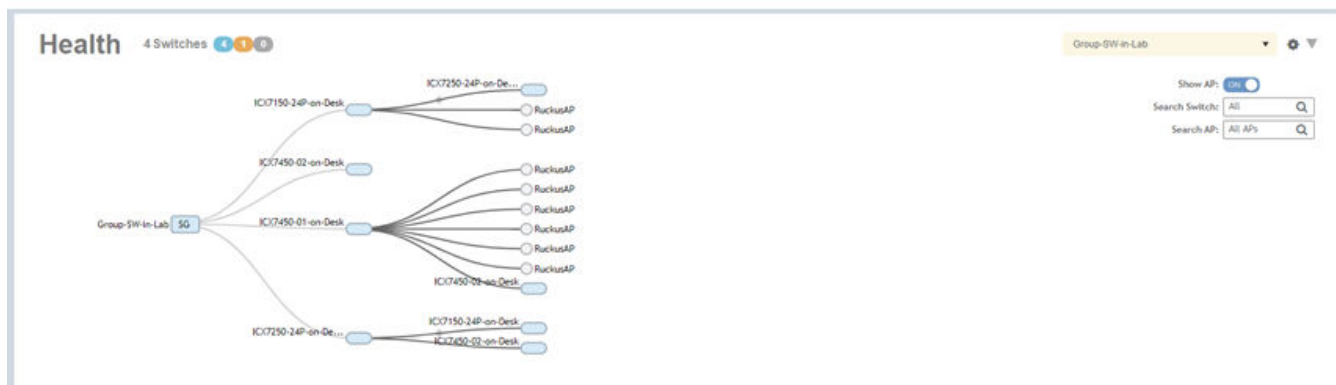 Health 4 Switches 4 1 0
Group-SW-in-Lab
Show AP: ON
Search Switch: All
Search AP: All APs
ICX7250-24P-on-De...
ICX7150-24P-on-Desk
RuckusAP
RuckusAP
ICX7450-02-on-Desk
RuckusAP
RuckusAP
RuckusAP
Group-SW-in-Lab SG
ICX7450-01-on-Desk
RuckusAP
RuckusAP
RuckusAP
ICX7450-02-on-Desk
ICX7250-24P-on-De...
ICX7150-24P-on-Desk
ICX7450-02-on-Desk